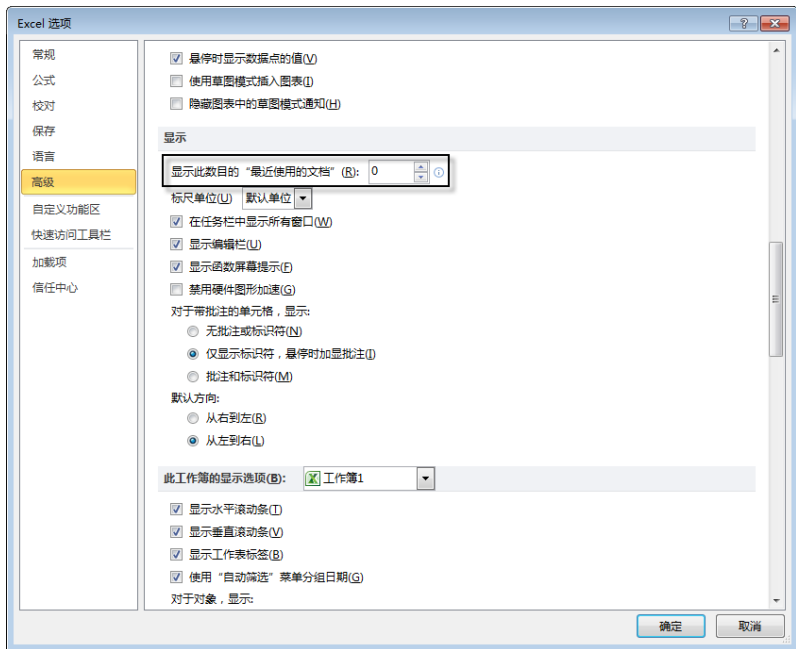 Excel 选项
常规
公式
校对
保存
语言
高级
自定义功能区
快速访问工具栏
加载项
信任中心
悬停时显示数据点的值(V)
使用草图模式插入图表(I)
隐藏图表中的草图模式通知(H)
显示
显示此数目的“最近使用的文档”(R): 0
标尺单位(U) 默认单位
在任务栏中显示所有窗口(W)
显示编辑栏(U)
显示函数屏幕提示(F)
禁用硬件图形加速(G)
对于带批注的单元格，显示:
无批注或标识符(N)
仅显示标识符，悬停时加显批注(I)
批注和标识符(M)
默认方向:
从右到左(R)
从左到右(L)
此工作簿的显示选项(B): 工作簿1
显示水平滚动条(T)
显示垂直滚动条(V)
显示工作表标签(B)
使用“自动筛选”菜单分组日期(G)
对于对象，显示:
确定 取消